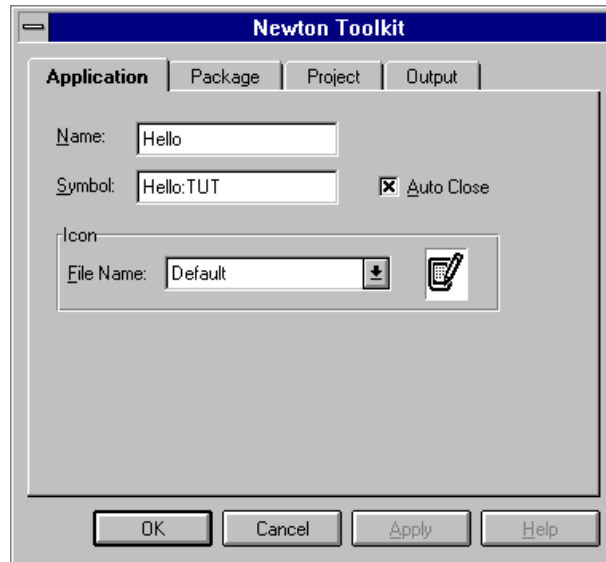 Newton Toolkit
Application Package Project Output
Name: Hello
Symbol: Hello:TUT Auto Close
Icon
File Name: Default
OK Cancel Apply Help